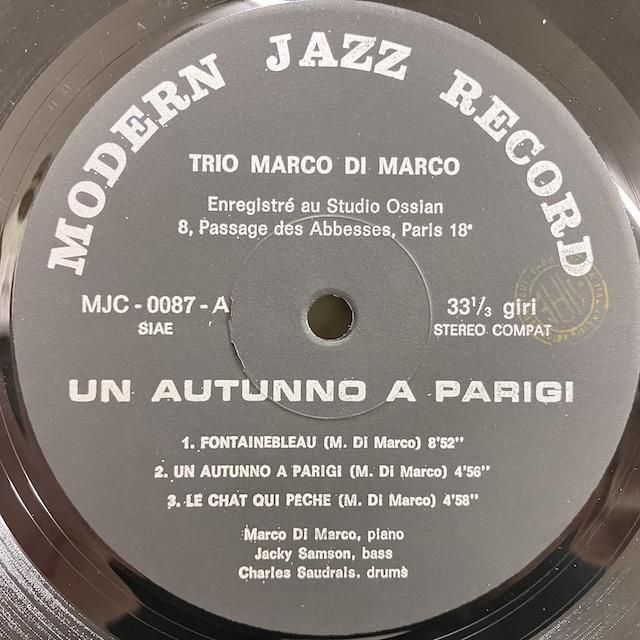 MODERN JAZZ RECORD
TRIO MARCO DI MARCO
Enregistré au Studio Ossian
8, Passage des Abbesses, Paris 18°
MJC - 0087 - A
SIAE
33⅓ giri
STEREO COMPAT
UN AUTUNNO A PARIGI
1. FONTAINEBLEAU (M. Di Marco) 8'52"
2. UN AUTUNNO A PARIGI (M. Di Marco) 4'56"
3. LE CHAT QUI PECHE (M. Di Marco) 4'58"
Marco Di Marco, piano
Jacky Samson, bass
Charles Saudrais, drums